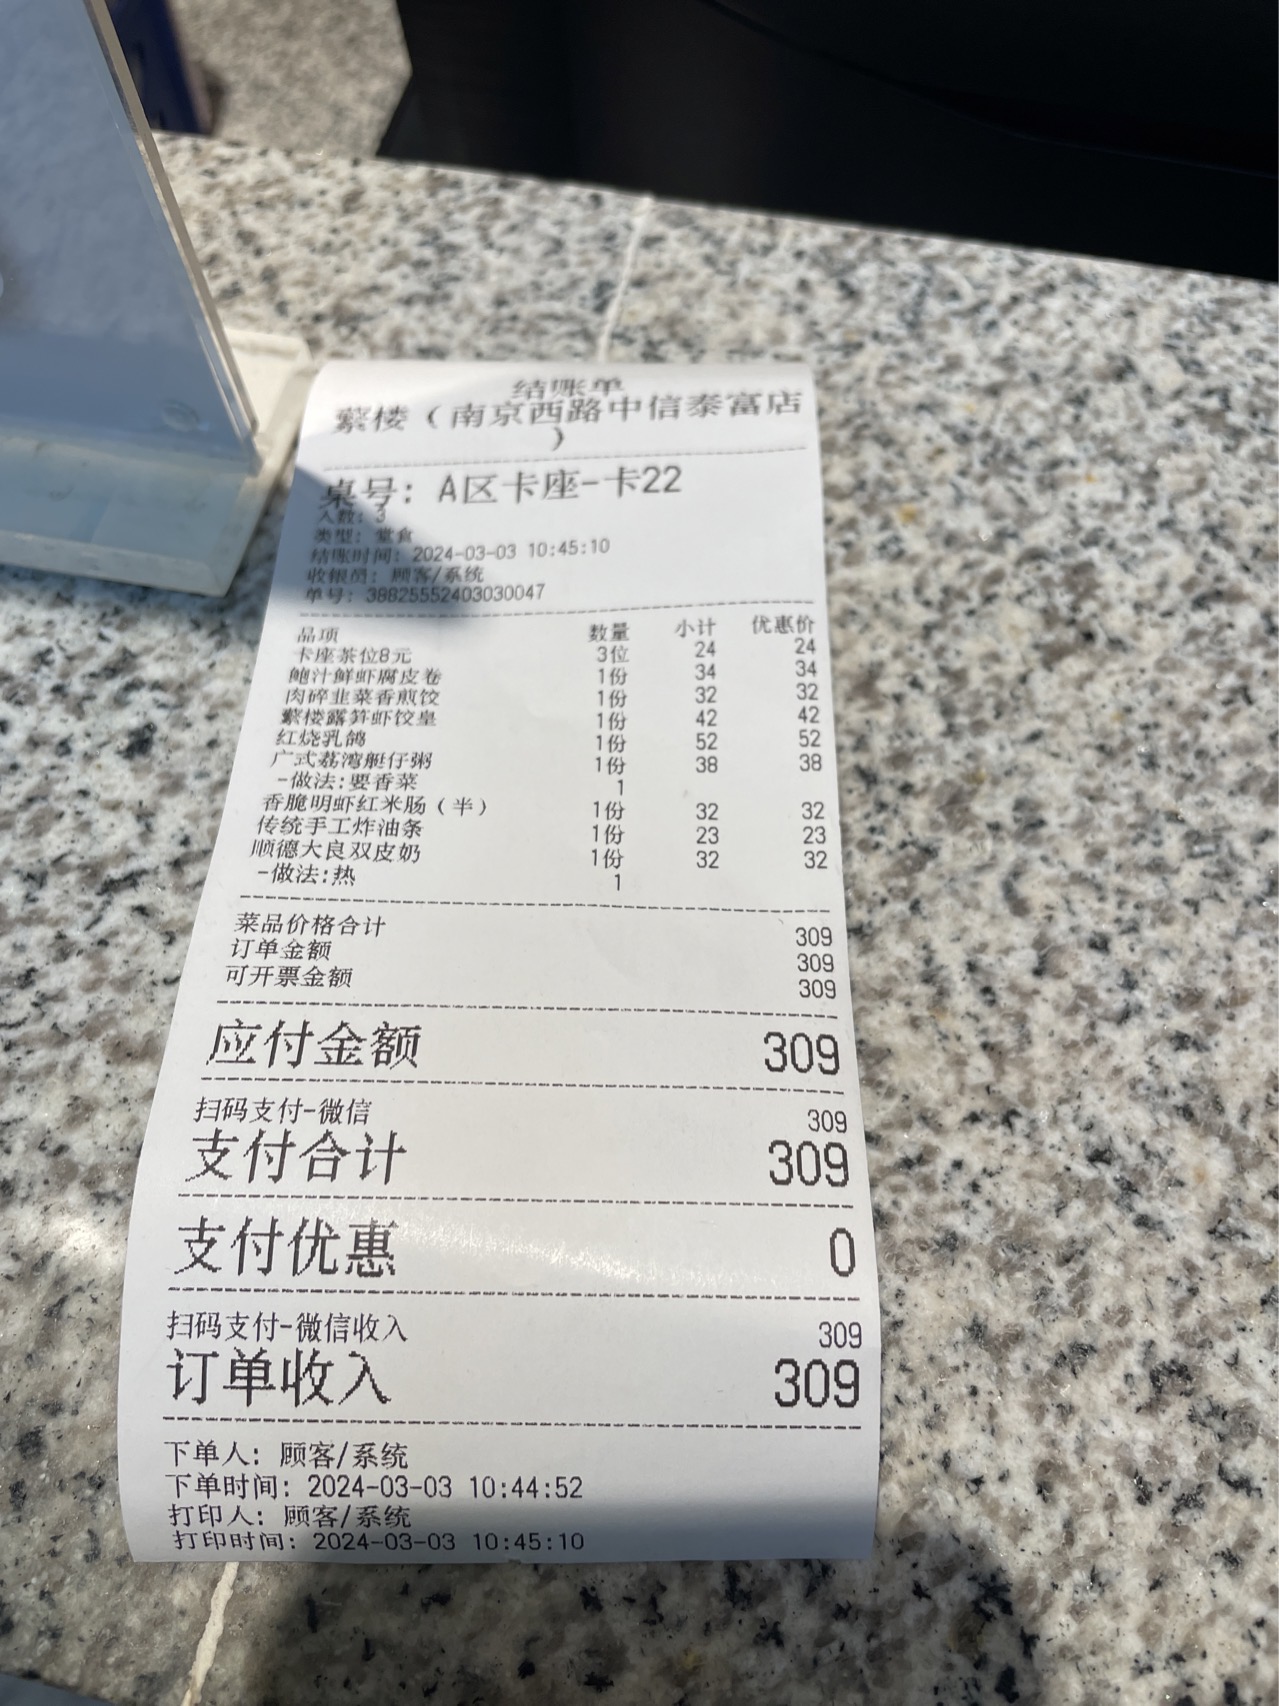 结账单
蘩楼（南京西路中信泰富店
）
桌号: A区卡座-卡22
人数: 3
类型: 堂食
结账时间: 2024-03-03 10:45:10
收银员: 顾客/系统
单号: 38825552403030047
品项 数量 小计 优惠价
卡座茶位8元 3位 24 24
鲍汁鲜虾腐皮卷 1份 34 34
肉碎韭菜香煎饺 1份 32 32
蘩楼露笋虾饺皇 1份 42 42
红烧乳鸽 1份 52 52
广式荔湾艇仔粥 1份 38 38
-做法:要香菜 1
香脆明虾红米肠（半） 1份 32 32
传统手工炸油条 1份 23 23
顺德大良双皮奶 1份 32 32
-做法:热 1
菜品价格合计 309
订单金额 309
可开票金额 309
应付金额 309
扫码支付-微信 309
支付合计 309
支付优惠 0
扫码支付-微信收入 309
订单收入 309
下单人: 顾客/系统
下单时间: 2024-03-03 10:44:52
打印人: 顾客/系统
打印时间: 2024-03-03 10:45:10